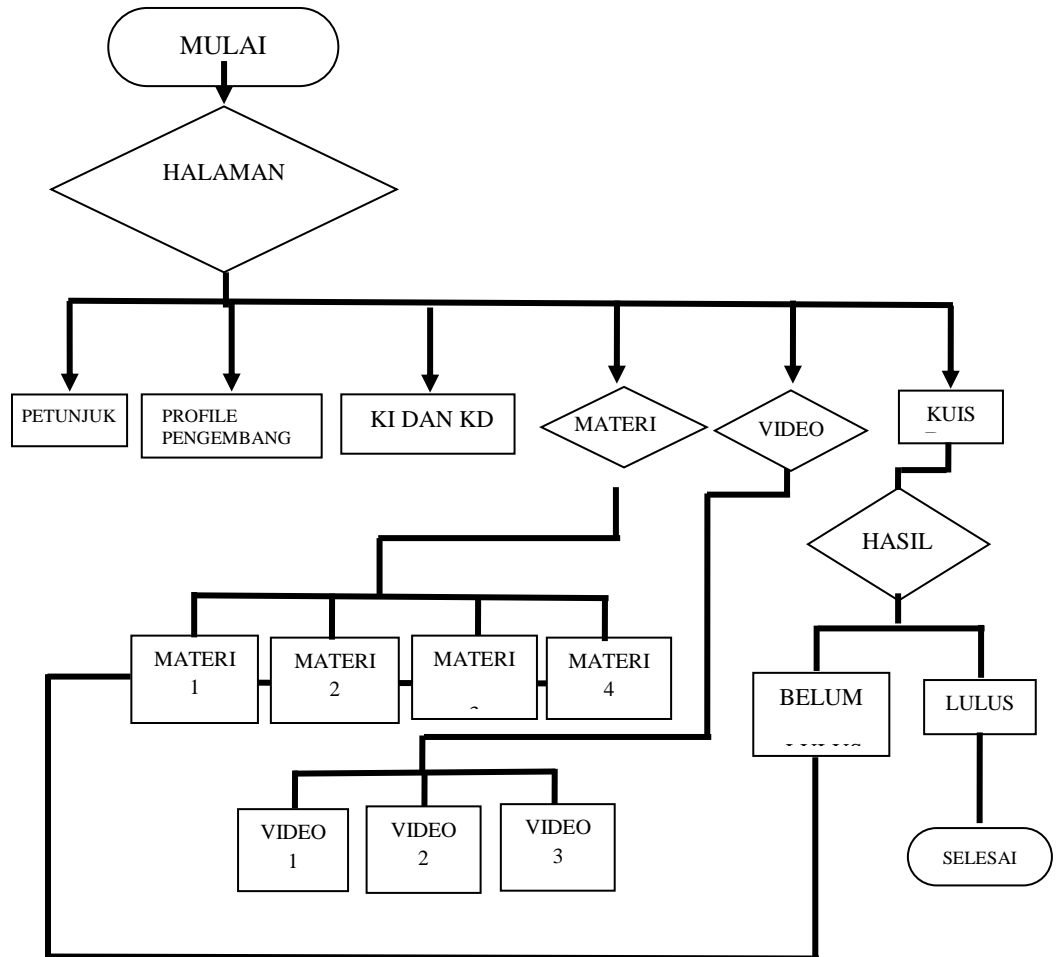 MULAI
HALAMAN
PETUNJUK
PROFILE
PENGEMBANG
KI DAN KD
MATERI
VIDEO
KUIS
HASIL
MATERI
1
MATERI
2
MATERI
MATERI
4
BELUM
LULUS
VIDEO
1
VIDEO
2
VIDEO
3
SELESAI